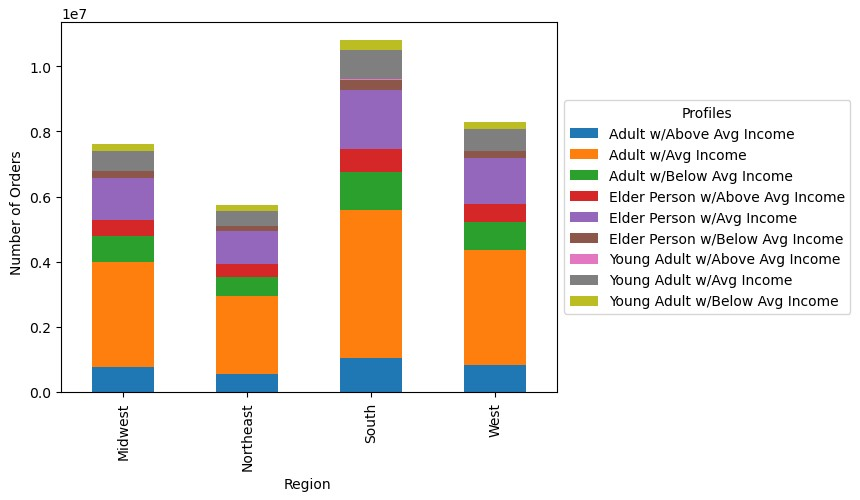 1e7
1.0
0.8
0.6
0.4
0.2
0.0
Number of Orders
Midwest
Northeast
South
West
Region
Profiles
Adult w/Above Avg Income
Adult w/Avg Income
Adult w/Below Avg Income
Elder Person w/Above Avg Income
Elder Person w/Avg Income
Elder Person w/Below Avg Income
Young Adult w/Above Avg Income
Young Adult w/Avg Income
Young Adult w/Below Avg Income